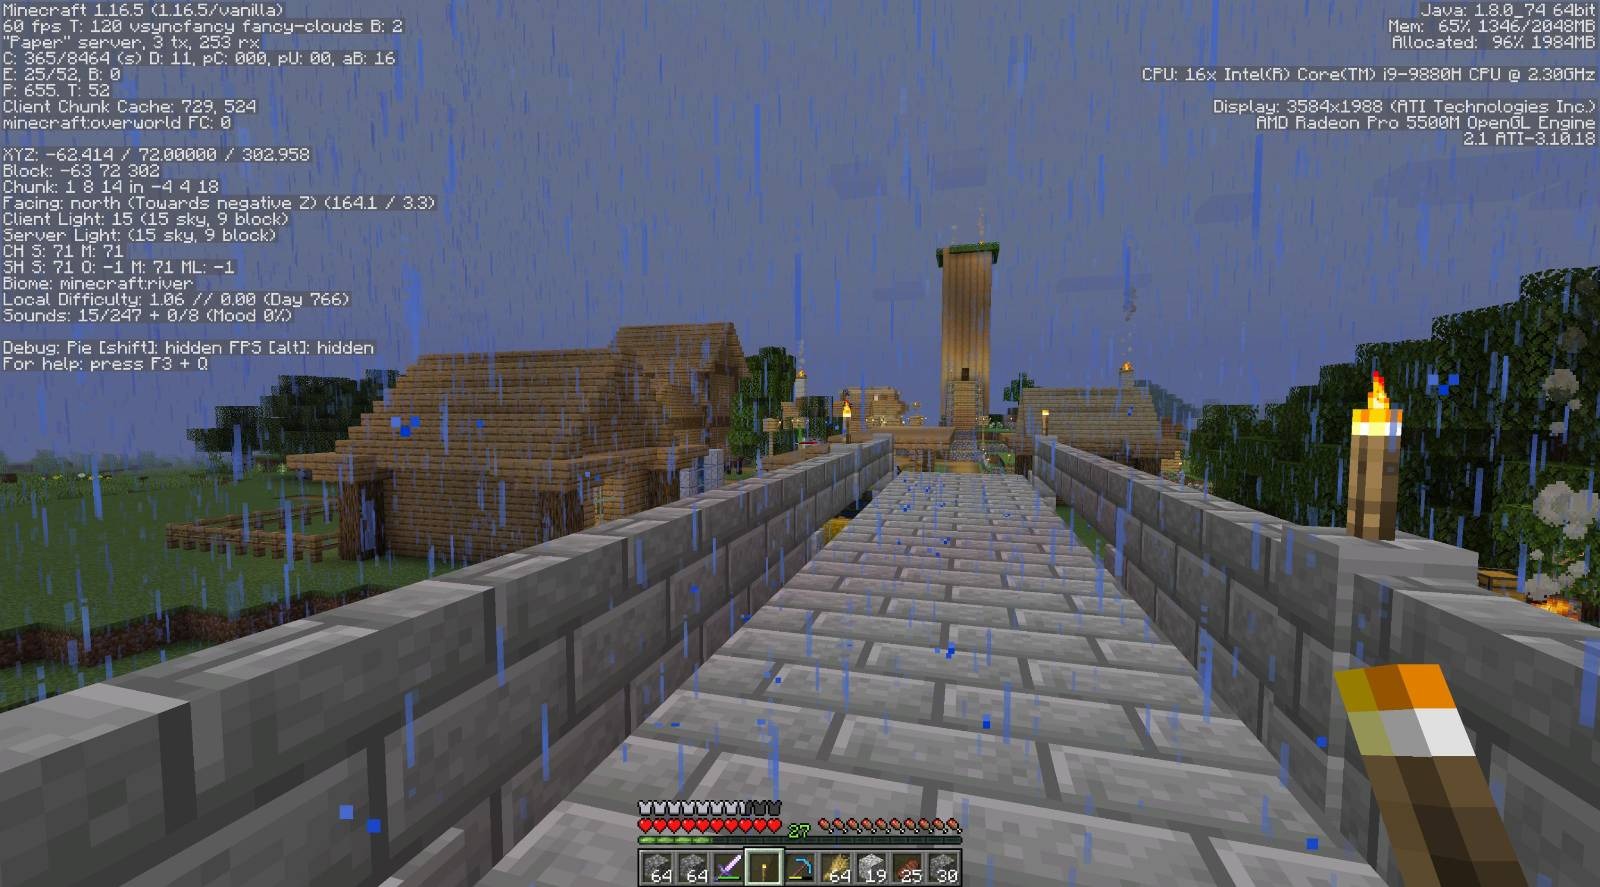 Minecraft 1.16.5 (1.16.5/vanilla)
60 fps T: 120 vsyncfancy fancy-clouds B: 2
"Paper" server, 3 tx, 253 rx
C: 365/8464 (s) D: 11, pC: 000, pU: 00, aB: 16
E: 25/52, B: 0
P: 655. T: 52
Client Chunk Cache: 729, 524
minecraft:overworld FC: 0
XYZ: -62.414 / 72.00000 / 302.958
Block: -63 72 302
Chunk: 1 8 14 in -4 4 18
Facing: north (Towards negative Z) (164.1 / 3.3)
Client Light: 15 (15 sky, 9 block)
Server Light: (15 sky, 9 block)
CH S: 71 M: 71
SH S: 71 O: -1 M: 71 ML: -1
Biome: minecraft:river
Local Difficulty: 1.06 // 0.00 (Day 766)
Sounds: 15/247 + 0/8 (Mood 0%)
Debug: Pie [shift]: hidden FPS [alt]: hidden
For help: press F3 + Q
Java: 1.8.0_74 64bit
Mem: 65% 1346/2048MB
Allocated: 96% 1984MB
CPU: 16x Intel(R) Core(TM) i9-9880H CPU @ 2.30GHz
Display: 3584x1988 (ATI Technologies Inc.)
AMD Radeon Pro 5500M OpenGL Engine
2.1 ATI-3.10.18
27
64 64 64 19 25 30